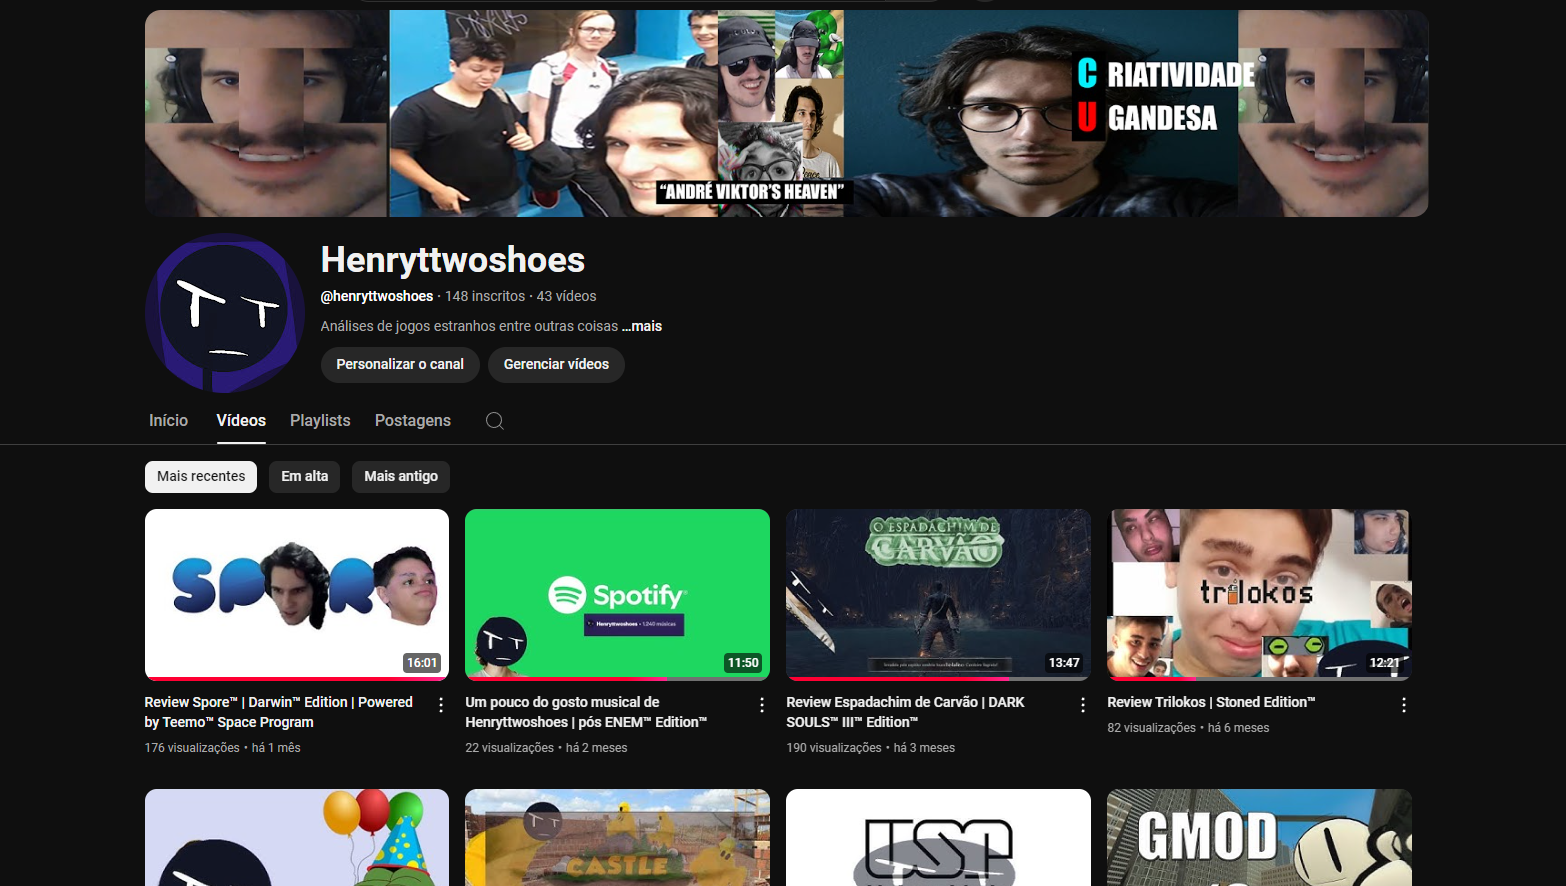 C RIATIVIDADE
U GANDESA
“ANDRÉ VIKTOR’S HEAVEN”
Henryttwoshoes
@henryttwoshoes · 148 inscritos · 43 vídeos
Análises de jogos estranhos entre outras coisas ...mais
Personalizar o canal
Gerenciar vídeos
Início
Vídeos
Playlists
Postagens
Mais recentes
Em alta
Mais antigo
SPOR
16:01
Spotify
Henryttwoshoes • 1.240 músicas
11:50
O ESPADACHIM DE
CARVÃO
13:47
trilokos
12:21
Review Spore™ | Darwin™ Edition | Powered
by Teemo™ Space Program
176 visualizações • há 1 mês
Um pouco do gosto musical de
Henryttwoshoes | pós ENEM™ Edition™
22 visualizações • há 2 meses
Review Espadachim de Carvão | DARK
SOULS™ III™ Edition™
190 visualizações • há 3 meses
Review Trilokos | Stoned Edition™
82 visualizações • há 6 meses
CASTLE
USP
GMOD